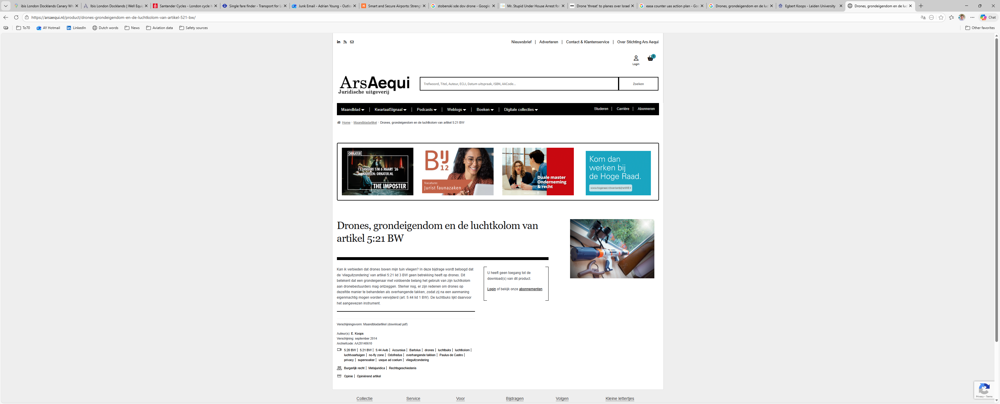 ibis London Docklands Canary Wh
Ibis London Docklands | Well Equip
Santander Cycles - London cycle h
Single fare finder - Transport for Lo
Junk Email - Adrian Young - Outloo
Smart and Secure Airports: Strengt
stobenski sde dov drone - Google
Mr. Stupid Under House Arrest for
Drone 'threat' to planes over Israel
easa counter uas action plan - Goo
Drones, grondeigendom en de luc
Egbert Koops - Leiden University
Drones, grondeigendom en de luc
https://arsaequi.nl/product/drones-grondeigendom-en-de-luchtkolom-van-artikel-521-bw/
Chat
To70
AY Hotmail
LinkedIn
Dutch words
News
Aviation data
Safety sources
Other favorites
Nieuwsbrief | Adverteren | Contact & Klantenservice | Over Stichting Ars Aequi
0
Login
ArsAequi
Juridische uitgeverij
Trefwoord, Titel, Auteur, ECLI, Datum uitspraak, ISBN, AACode...
Zoeken
Maandblad | KwartaalSignaal | Podcasts | Weblogs | Boeken | Digitale collecties
Studeren | Carrière | Abonneren
Home › Maandbladartikel › Drones, grondeigendom en de luchtkolom van artikel 5:21 BW
ORKATER
15 JANUARI T/M 6 MAART '26
KAARTEN: ORKATER.NL
THE IMPOSTER
BIJ
12
Vacature:
Jurist faunazaken
Duale master
Onderneming
& recht
Kom dan
werken bij
de Hoge Raad.
www.hogeraad.nl/werkenbijhetWB >
Drones, grondeigendom en de luchtkolom van
artikel 5:21 BW
Kan ik verbieden dat drones boven mijn tuin vliegen? In deze bijdrage wordt betoogd dat
de ‘vlieguitzondering’ van artikel 5:21 lid 3 BW geen betrekking heeft op drones. Dit
betekent dat een grondeigenaar met voldoende belang het gebruik van zijn luchtkolom
aan dronebestuurders mag ontzeggen. Sterker nog, er zijn redenen om drones op
dezelfde manier te behandelen als overhangende takken, zodat zij na een aanmaning
eigenmachtig mogen worden verwijderd (art. 5:44 lid 1 BW). De luchtbuks lijkt daarvoor
het aangewezen instrument.
U heeft geen toegang tot de
download(s) van dit product.
Login of bekijk onze abonnementen
Verschijningsvorm: Maandbladartikel (download pdf)
Auteur(s): E. Koops
Verschijning: september 2014
Archiefcode: AA20140610
5:20 BW | 5:21 BW | 5:44 Awb | Accursius | Bartolus | drones | luchtbuks | luchtkolom |
luchtvaartuigen | no-fly zone | Odofredus | overhangende takken | Paulus de Castro |
privacy | supersoaker | usque ad coelum | vlieguitzondering
Burgerlijk recht | Metajuridica | Rechtsgeschiedenis
Opinie | Opiniërend artikel
Privacy - Terms
Collectie
Service
Voor
Bijdragen
Volgen
Kleine lettertjes